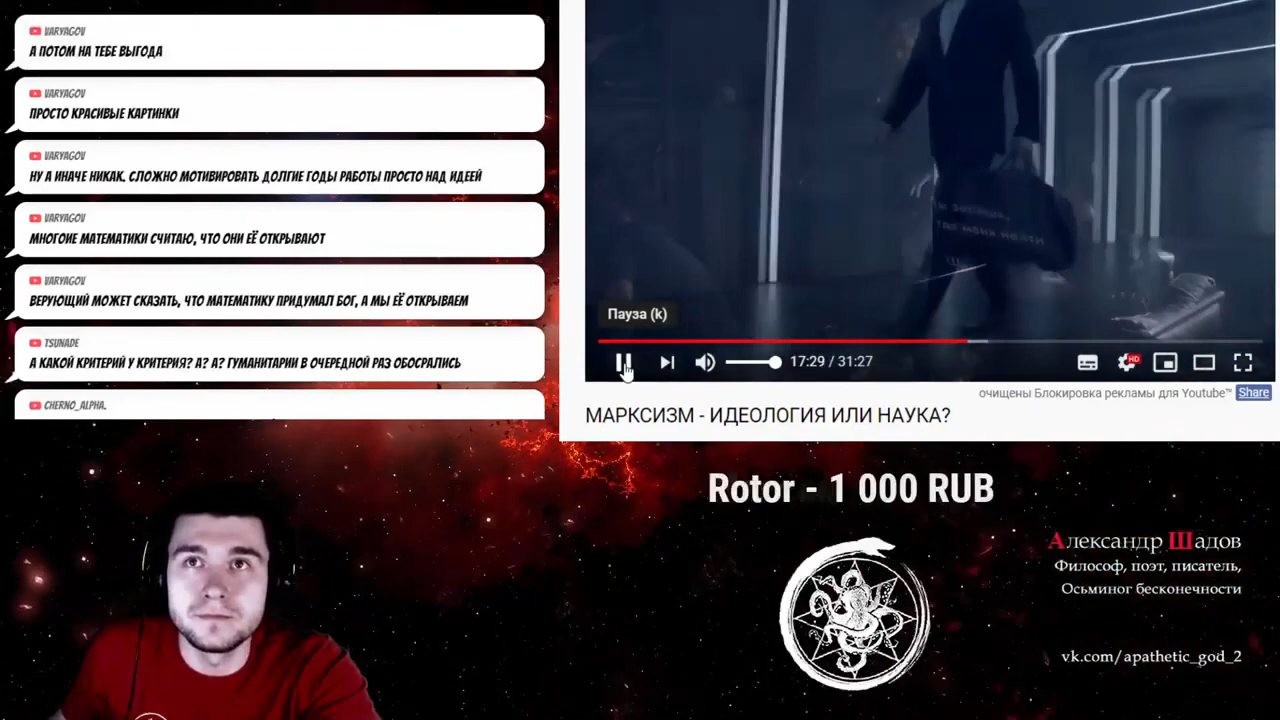 VARYAGOV
А ПОТОМ НА ТЕБЕ ВЫГОДА
VARYAGOV
ПРОСТО КРАСИВЫЕ КАРТИНКИ
VARYAGOV
НУ А ИНАЧЕ НИКАК. СЛОЖНО МОТИВИРОВАТЬ ДОЛГИЕ ГОДЫ РАБОТЫ ПРОСТО НАД ИДЕЕЙ
VARYAGOV
МНОГОИЕ МАТЕМАТИКИ СЧИТАЮ, ЧТО ОНИ ЕЁ ОТКРЫВАЮТ
VARYAGOV
ВЕРУЮЩИЙ МОЖЕТ СКАЗАТЬ, ЧТО МАТЕМАТИКУ ПРИДУМАЛ БОГ, А МЫ ЕЁ ОТКРЫВАЕМ
TSUNADE
А КАКОЙ КРИТЕРИЙ У КРИТЕРИЯ? А? А? ГУМАНИТАРИИ В ОЧЕРЕДНОЙ РАЗ ОБОСРАЛИСЬ
CHERNO_ALPHA.
Пауза (k)
17:29 / 31:27
HD
очищены Блокировка рекламы для Youtube™ Share
МАРКСИЗМ - ИДЕОЛОГИЯ ИЛИ НАУКА?
Rotor - 1 000 RUB
Александр Шадов
Философ, поэт, писатель,
Осьминог бесконечности
vk.com/apathetic_god_2